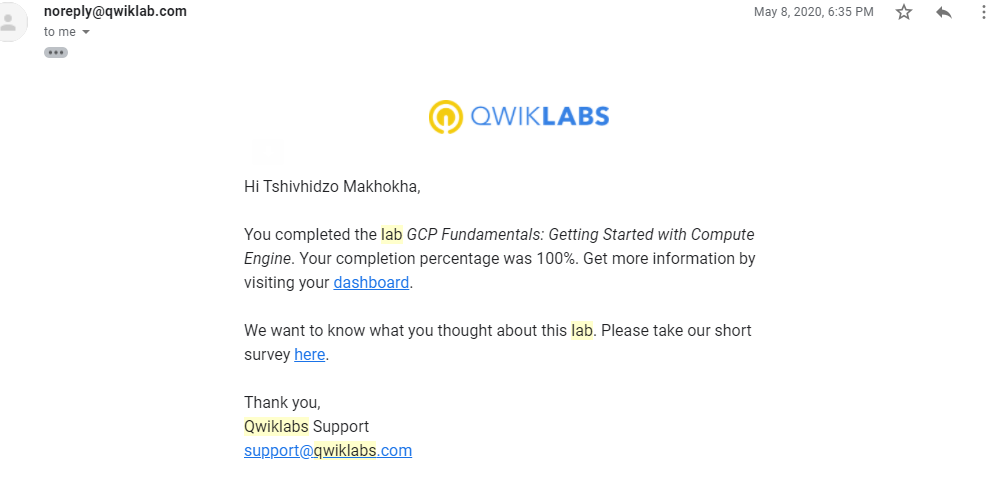 noreply@qwiklab.com
May 8, 2020, 6:35 PM
to me
QWIKLABS
Hi Tshivhidzo Makhokha,
You completed the lab GCP Fundamentals: Getting Started with Compute
Engine. Your completion percentage was 100%. Get more information by
visiting your dashboard.
We want to know what you thought about this lab. Please take our short
survey here.
Thank you,
Qwiklabs Support
support@qwiklabs.com